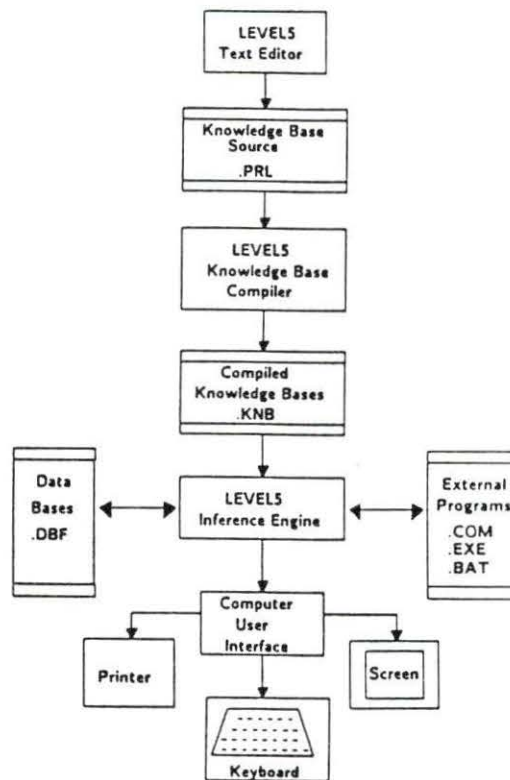 LEVEL5
Text Editor
Knowledge Base
Source
.PRL
LEVEL5
Knowledge Base
Compiler
Compiled
Knowledge Bases
.KNB
Data
Bases
.DBF
LEVEL5
Inference Engine
External
Programs
.COM
.EXE
.BAT
Computer
User
Interface
Printer
Screen
Keyboard